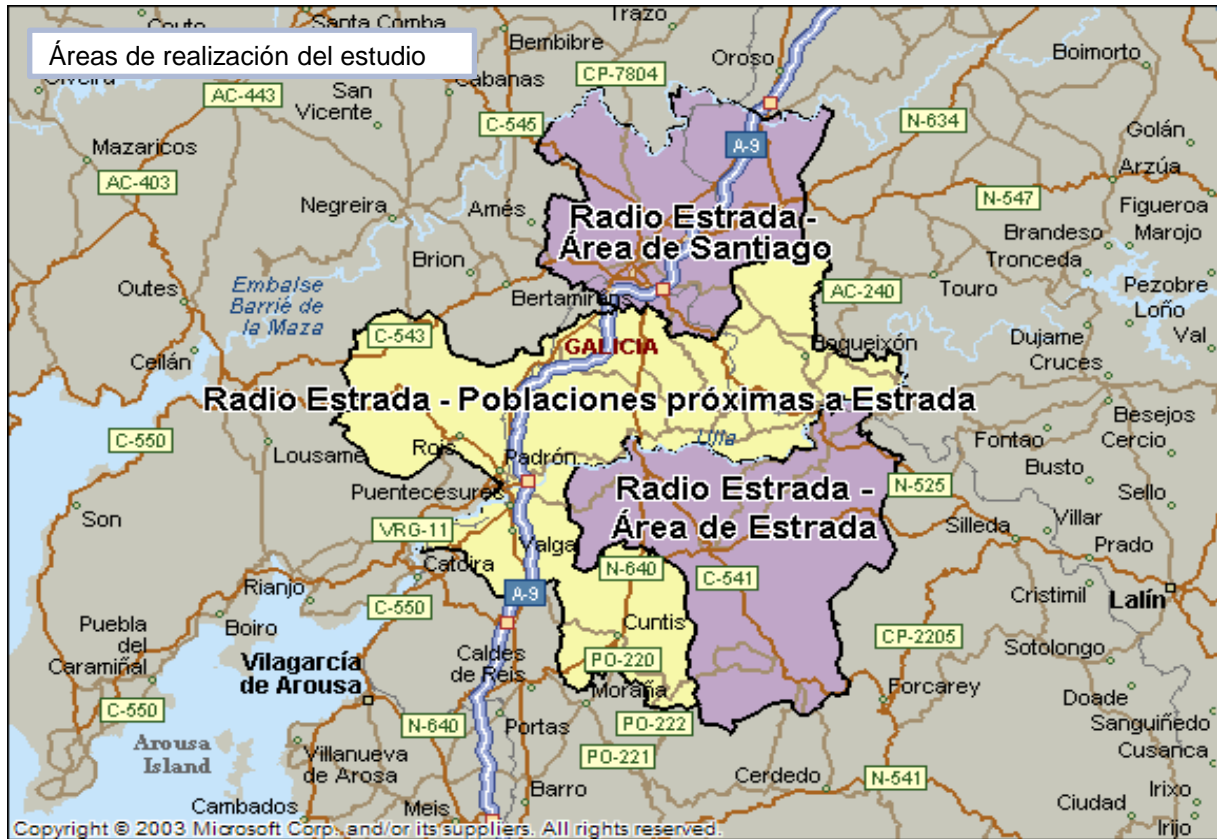 Couto
Santa Comba
Trazo
Áreas de realización del estudio
Bembibre
Oroso
Boimorto
Cabanas
CP-7804
AC-443
San
Vicente
C-545
N-634
A-9
Golán
Mazaricos
AC-403
Arzúa
Negreira
Amés
N-547
Figueroa
Radio Estrada -
Área de Santiago
Brandeso
Marojo
Brion
Tronceda
Embalse
Barrié de
la Maza
Outes
Bertamiráns
AC-240
Touro
Pezobre
Loño
C-543
Dujame
Val
Ceilán
GALICIA
Bagueixón
Cruces
Radio Estrada - Poblaciones próximas a Estrada
Besejos
C-550
Rois
Ulla
Fontao
Cercio
Lousame
Padrón
Busto
Puentecesures
Radio Estrada -
Área de Estrada
N-525
Sello
Son
VRG-11
Silleda
Villar
Valga
Prado
Catoira
N-640
C-541
Rianjo
A-9
Cristimil
Lalín
C-550
Puebla
del
Caramiñal
Boiro
Cuntis
CP-2205
Vilagarcía
de Arousa
Caldes
de Reis
PO-220
Sotolongo
Moraña
Forcarey
Doade
C-550
N-640
Portas
PO-222
Sanguiñedo
Arousa
Island
Villanueva
de Arosa
PO-221
Cusanca
Cerdedo
N-541
Barro
Irixo
Cambados
Meis
Ciudad
Irijo
Copyright © 2003 Microsoft Corp. and/or its suppliers. All rights reserved.